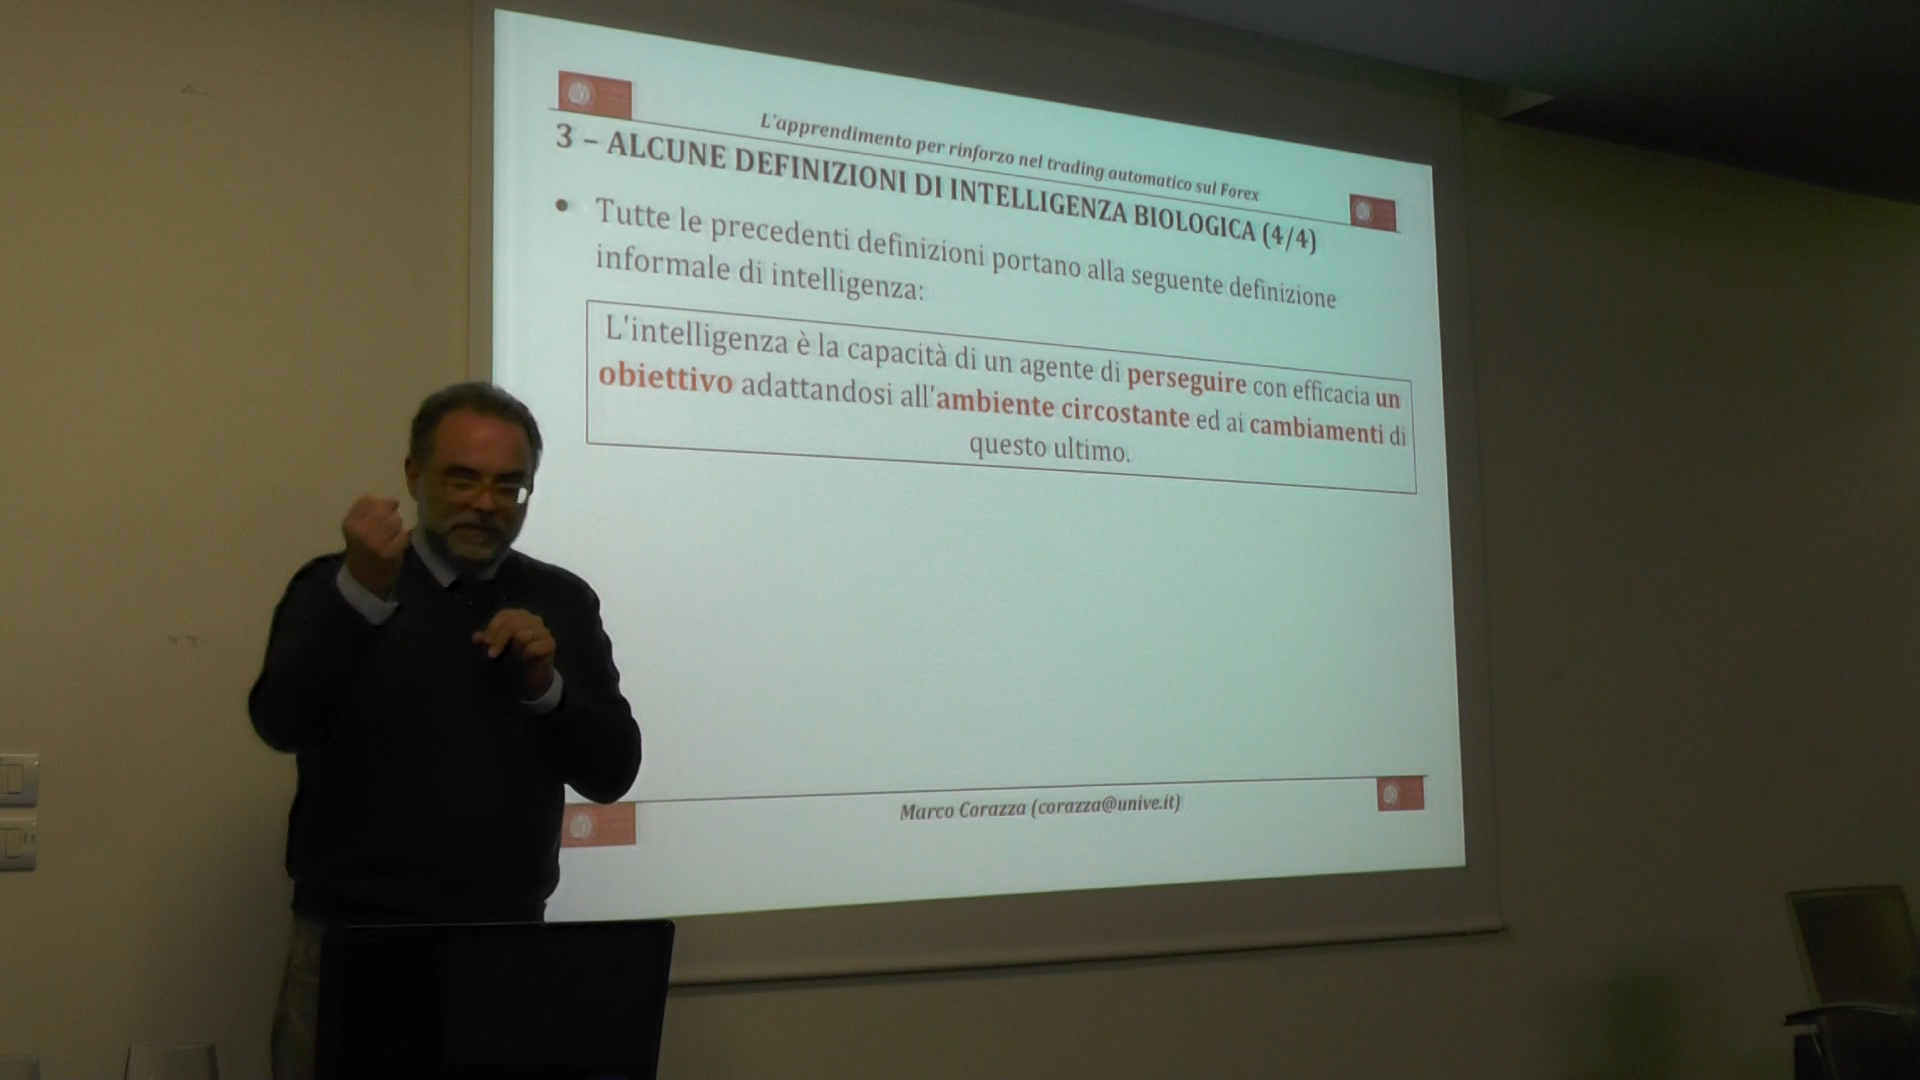 L'apprendimento per rinforzo nel trading automatico sul Forex
3 – ALCUNE DEFINIZIONI DI INTELLIGENZA BIOLOGICA (4/4)
• Tutte le precedenti definizioni portano alla seguente definizione
informale di intelligenza:
L'intelligenza è la capacità di un agente di perseguire con efficacia un
obiettivo adattandosi all'ambiente circostante ed ai cambiamenti di
questo ultimo.
Marco Corazza (corazza@unive.it)